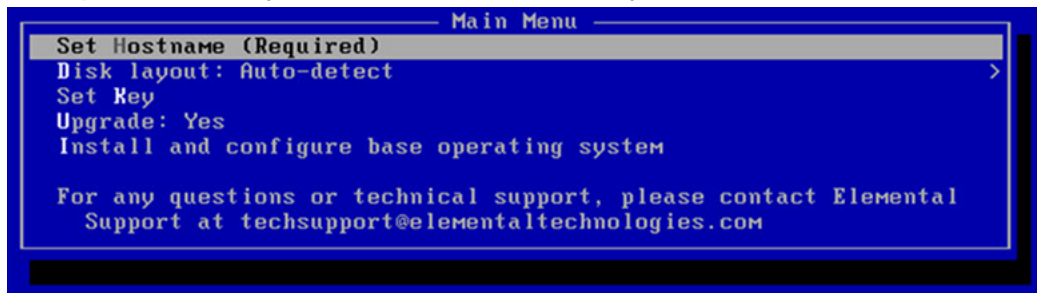 Main Menu
Set Hostname (Required)
Disk layout: Auto-detect >
Set Key
Upgrade: Yes
Install and configure base operating system
For any questions or technical support, please contact Elemental
Support at techsupport@elementaltechnologies.com